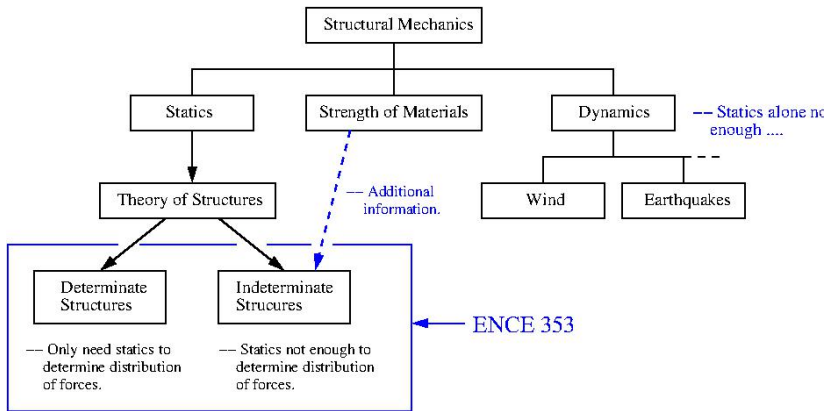 Structural Mechanics
Statics
Strength of Materials
Dynamics
–– Statics alone
enough ....
Theory of Structures
–– Additional
information.
Wind
Earthquakes
Determinate
Structures
Indeterminate
Strucures
ENCE 353
–– Only need statics to
determine distribution
of forces.
–– Statics not enough to
determine distribution
of forces.